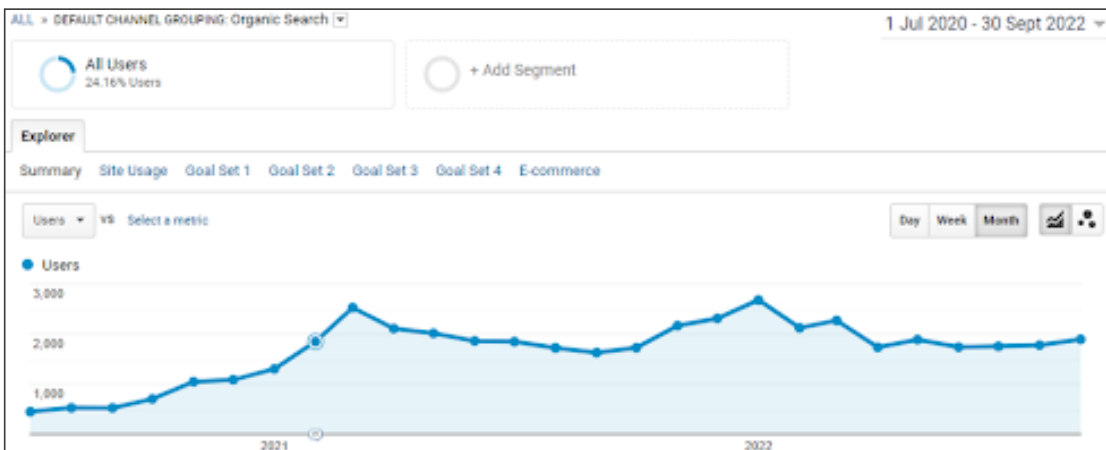 ALL » DEFAULT CHANNEL GROUPING: Organic Search
1 Jul 2020 - 30 Sept 2022
All Users
24.16% Users
+ Add Segment
Explorer
Summary Site Usage Goal Set 1 Goal Set 2 Goal Set 3 Goal Set 4 E-commerce
Users VS Select a metric
Day Week Month
Users
3,000
2,000
1,000
2021 2022